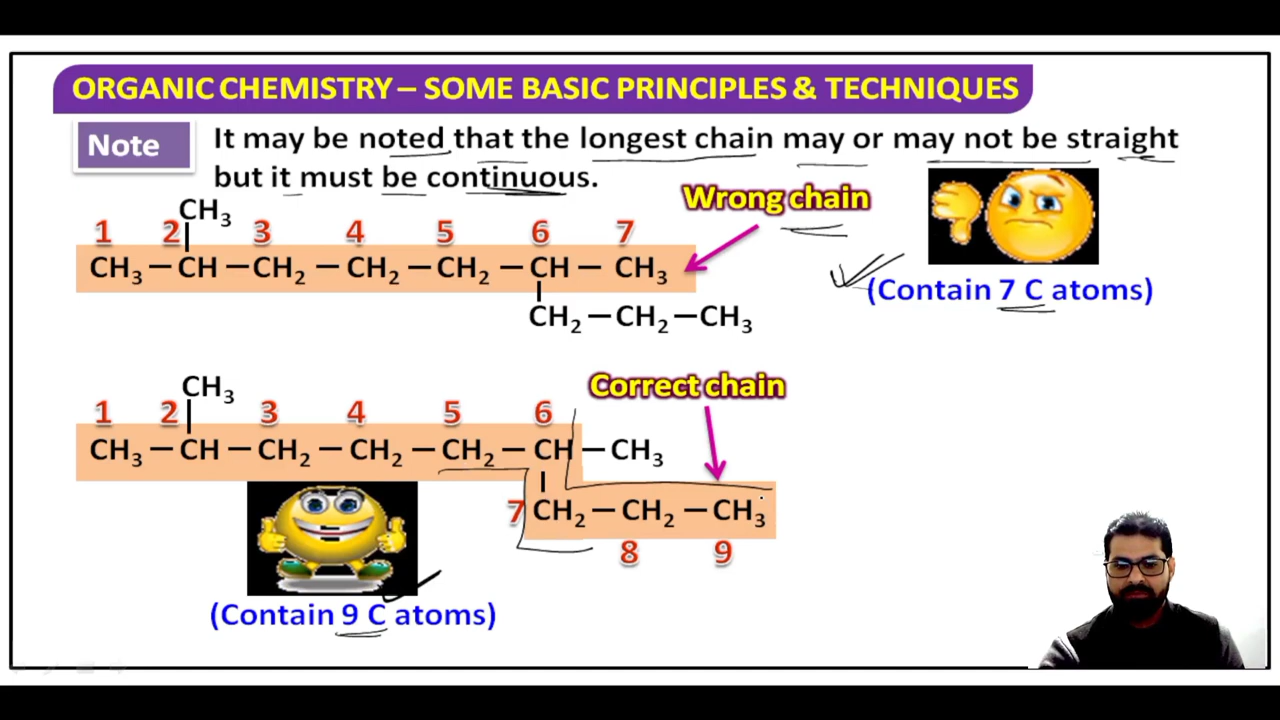 ORGANIC CHEMISTRY – SOME BASIC PRINCIPLES & TECHNIQUES
Note
It may be noted that the longest chain may or may not be straight
but it must be continuous.
Wrong chain
CH₃
1 2 3 4 5 6 7
CH₃ — CH — CH₂ — CH₂ — CH₂ — CH — CH₃
(Contain 7 C atoms)
CH₂ — CH₂ — CH₃
Correct chain
CH₃
1 2 3 4 5 6
CH₃ — CH — CH₂ — CH₂ — CH₂ — CH — CH₃
7 CH₂ — CH₂ — CH₃
8 9
(Contain 9 C atoms)